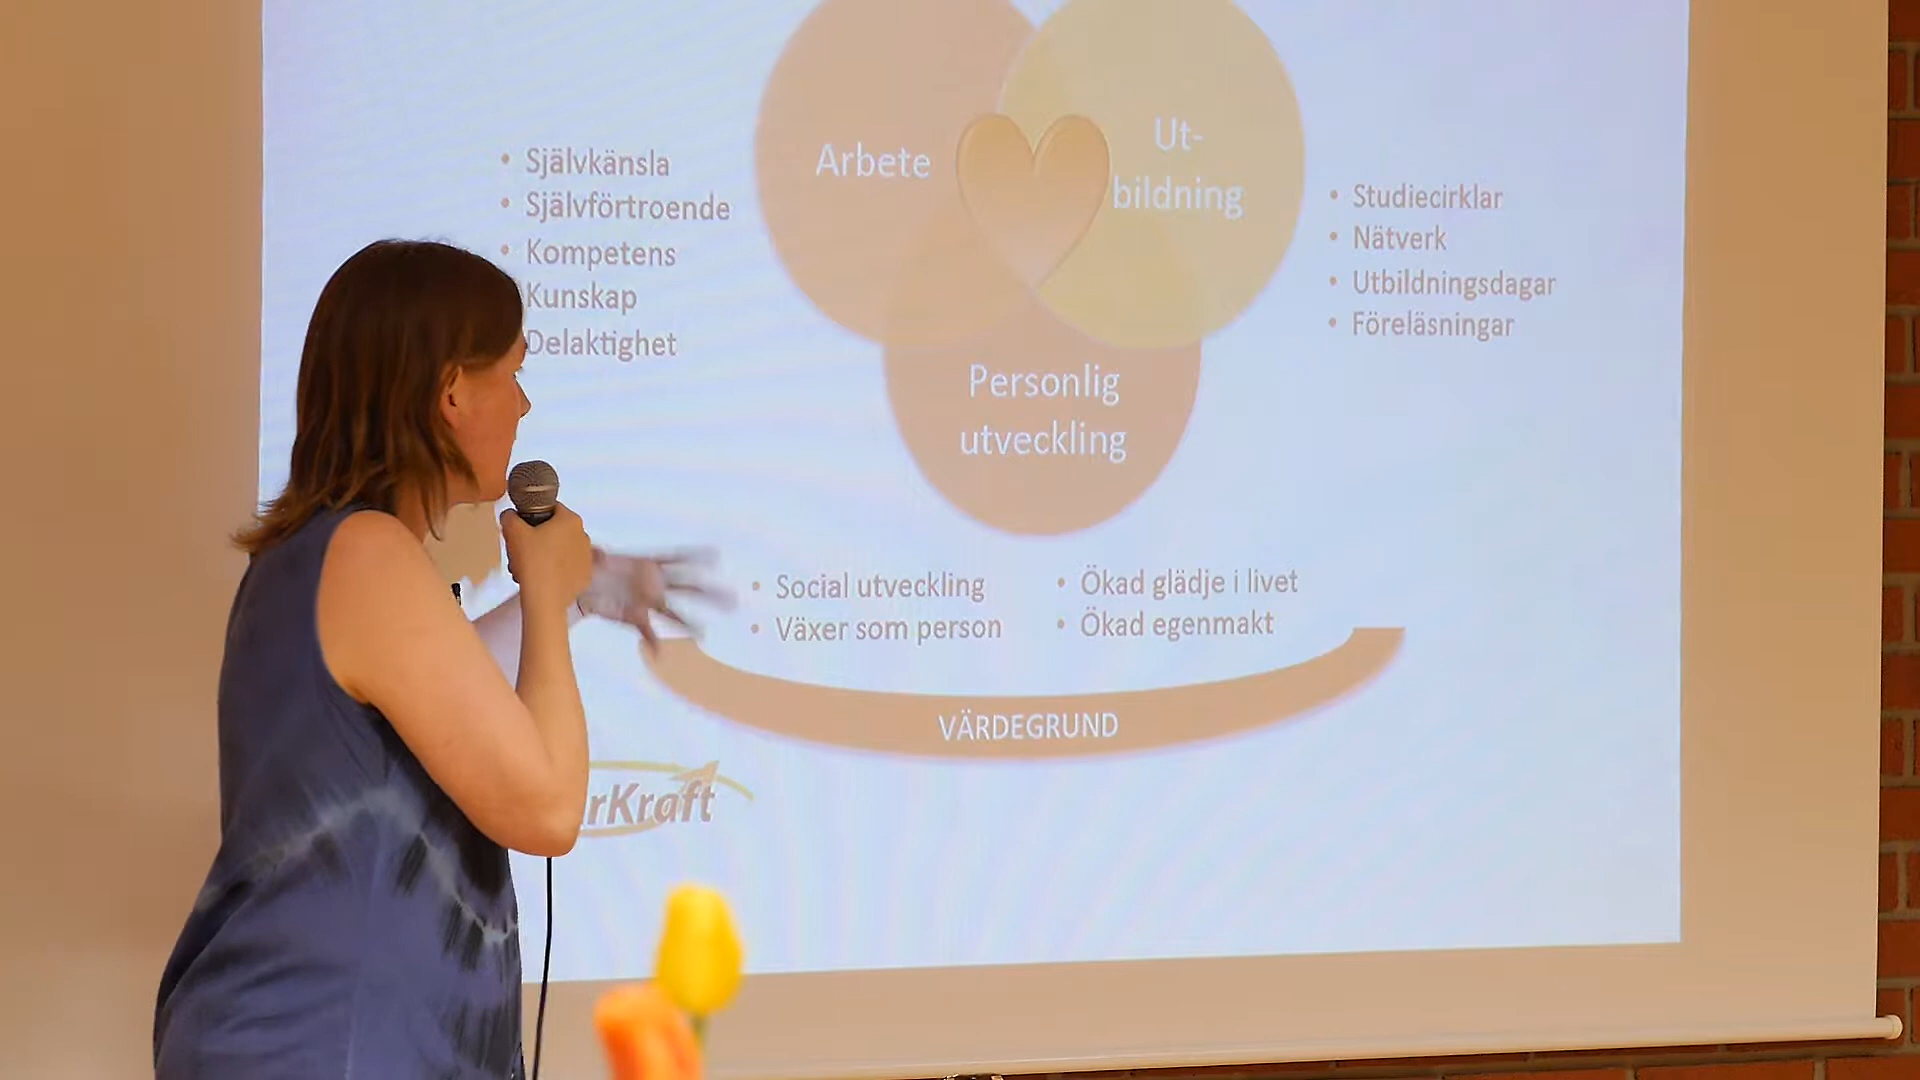 Arbete
Ut-
bildning
Personlig
utveckling
• Självkänsla
• Självförtroende
• Kompetens
Kunskap
Delaktighet
• Studiecirklar
• Nätverk
• Utbildningsdagar
• Föreläsningar
• Social utveckling
• Växer som person
• Ökad glädje i livet
• Ökad egenmakt
VÄRDEGRUND
rKraft